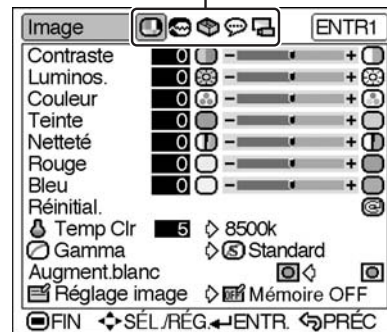 Image ENTR1
Contraste 0
Luminos. 0
Couleur 0
Teinte 0
Netteté 0
Rouge 0
Bleu 0
Réinitial.
Temp Clr 5 8500k
Gamma S Standard
Augment.blanc
Réglage image OFF Mémoire OFF
FIN SÉL./RÉG. ENTR. PRÉC